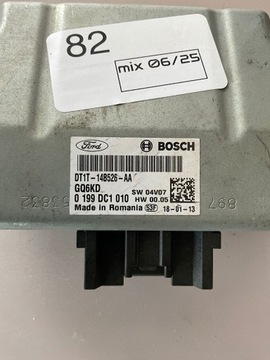 82
mix 06/25
Ford
BOSCH
DT1T-14B526-AA
GQ6KD
SW 04V07
0 199 DC1 010
HW 00.05
Made in Romania
S3F
18-01-13